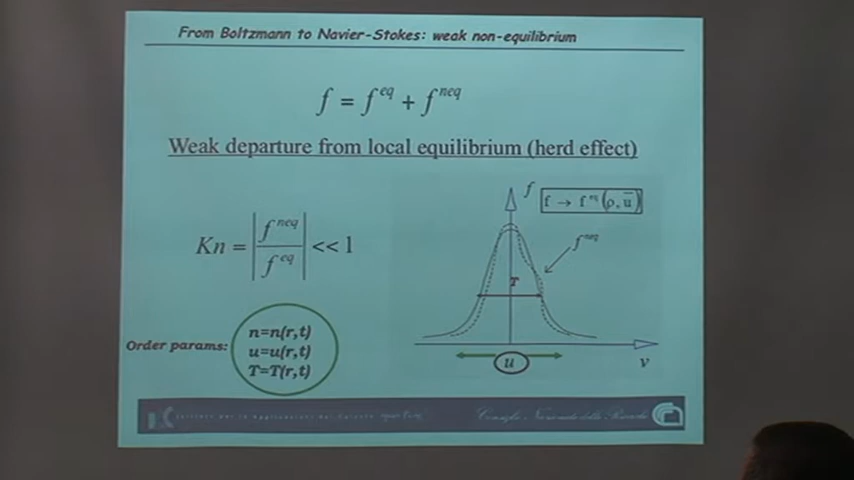 From Boltzmann to Navier-Stokes: weak non-equilibrium
f = f^eq + f^neq
Weak departure from local equilibrium (herd effect)
Kn = |f^neq / f^eq| << 1
f
f → f^eq(ρ, u̅)
f^neq
T
Order params:
n=n(r,t)
u=u(r,t)
T=T(r,t)
u
v